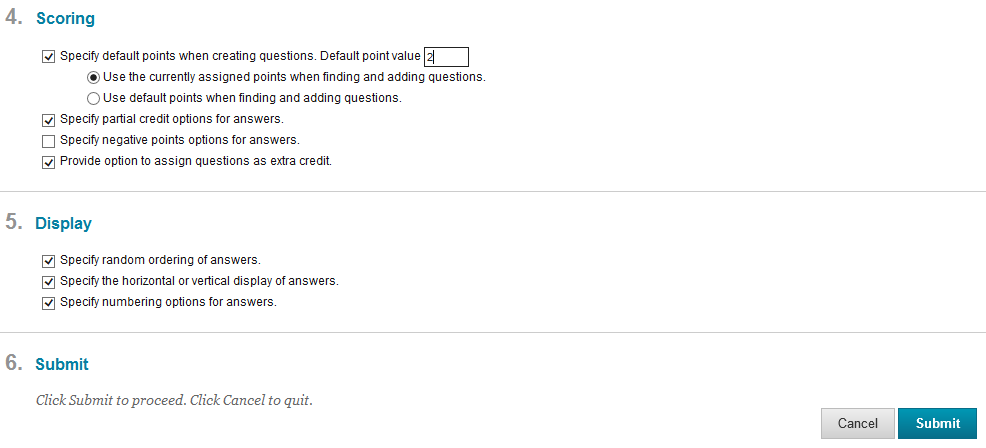 4. Scoring
Specify default points when creating questions. Default point value 2
Use the currently assigned points when finding and adding questions.
Use default points when finding and adding questions.
Specify partial credit options for answers.
Specify negative points options for answers.
Provide option to assign questions as extra credit.
5. Display
Specify random ordering of answers.
Specify the horizontal or vertical display of answers.
Specify numbering options for answers.
6. Submit
Click Submit to proceed. Click Cancel to quit.
Cancel Submit